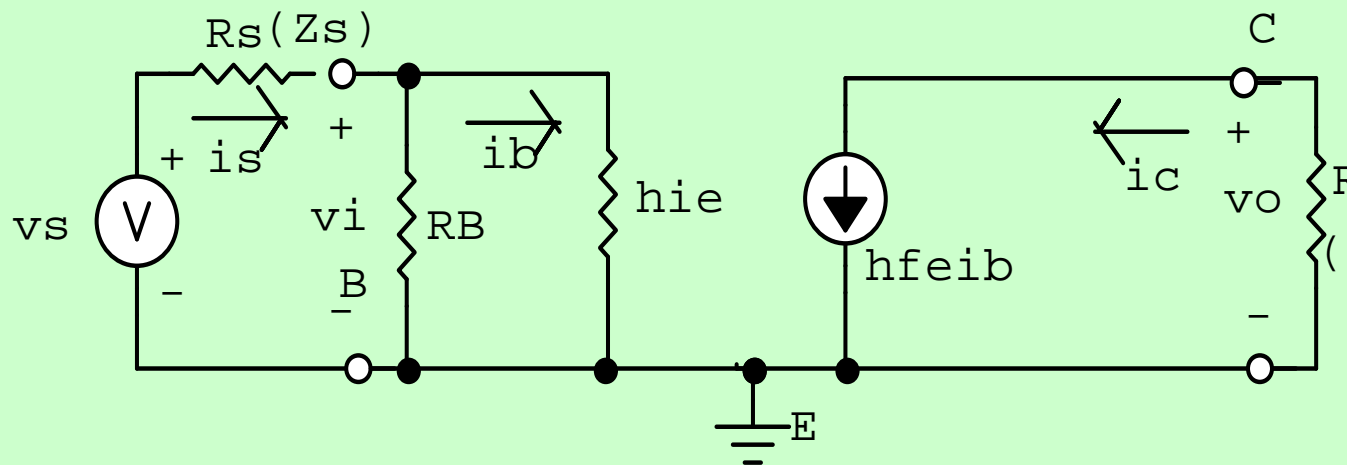 Rs(Zs)
C
+
is
+
ib
+
ic
+
vs
V
vi
RB
hie
hfeib
vo
R
(
-
B
-
-
E